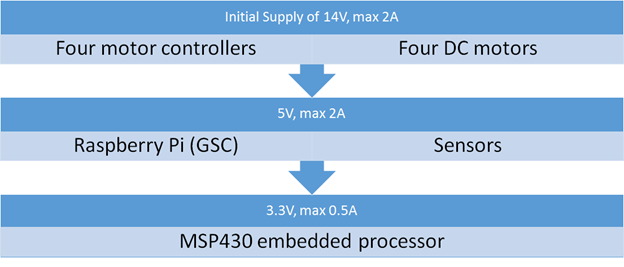 Initial Supply of 14V, max 2A
Four motor controllers
Four DC motors
5V, max 2A
Raspberry Pi (GSC)
Sensors
3.3V, max 0.5A
MSP430 embedded processor